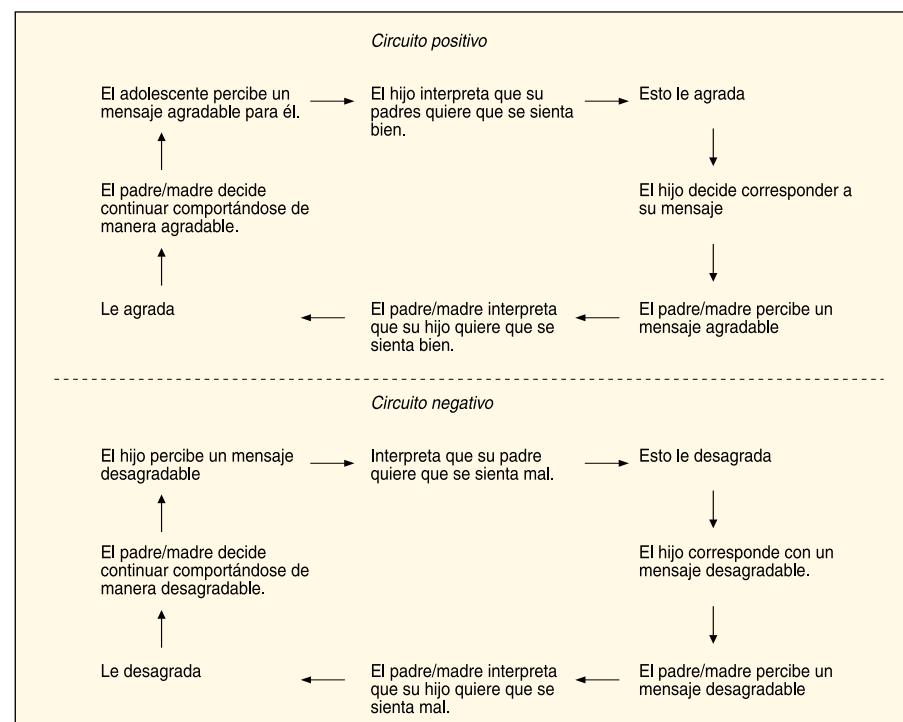 Circuito positivo
El adolescente percibe un
mensaje agradable para él.
El hijo interpreta que su
padres quiere que se sienta
bien.
Esto le agrada
El padre/madre decide
continuar comportándose de
manera agradable.
El hijo decide corresponder a
su mensaje
Le agrada
El padre/madre interpreta
que su hijo quiere que se
sienta bien.
El padre/madre percibe un
mensaje agradable
Circuito negativo
El hijo percibe un mensaje
desagradable
Interpreta que su padre
quiere que se sienta mal.
Esto le desagrada
El padre/madre decide
continuar comportándose de
manera desagradable.
El hijo corresponde con un
mensaje desagradable.
Le desagrada
El padre/madre interpreta
que su hijo quiere que se
sienta mal.
El padre/madre percibe un
mensaje desagradable